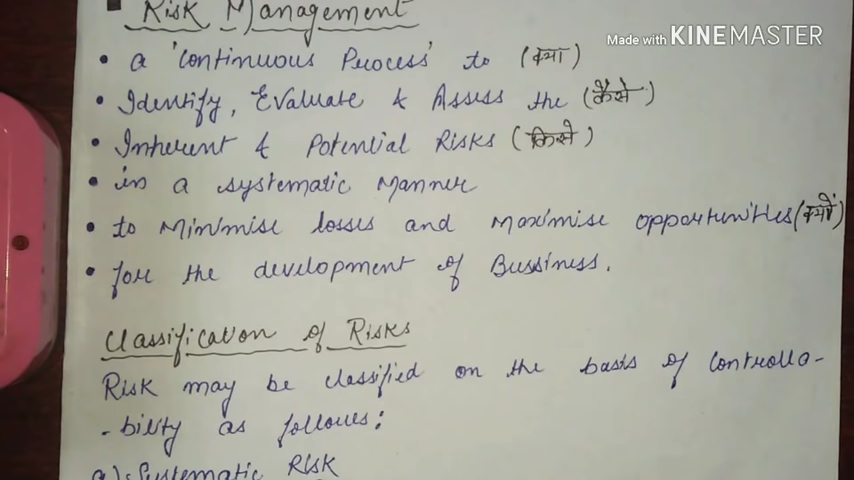 Risk Management
Made with KINEMASTER
• a 'continuous Process' to (क्या)
• Identify, Evaluate & Assess the (कैसे)
• Inherent & Potential Risks (किसे)
• in a systematic Manner
• to Minimise losses and Maximise opportunities (क्यों)
• for the development of Bussiness.
Classification of Risks
Risk may be classified on the basis of controlla-
-bility as follows:
a) Systematic Risk